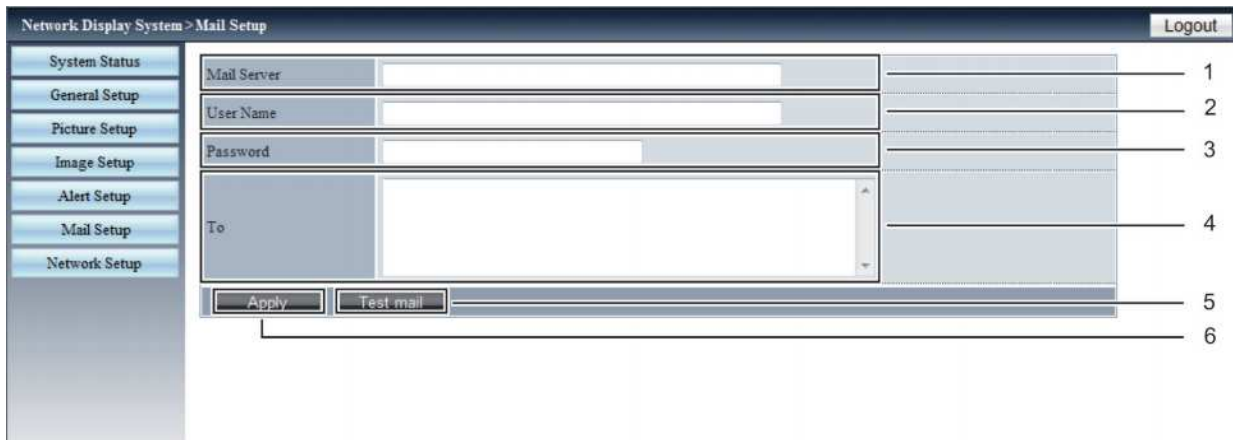 Network Display System>Mail Setup
Logout
System Status
General Setup
Picture Setup
Image Setup
Alert Setup
Mail Setup
Network Setup
Mail Server
1
User Name
2
Password
3
To
4
Apply
Test mail
5
6